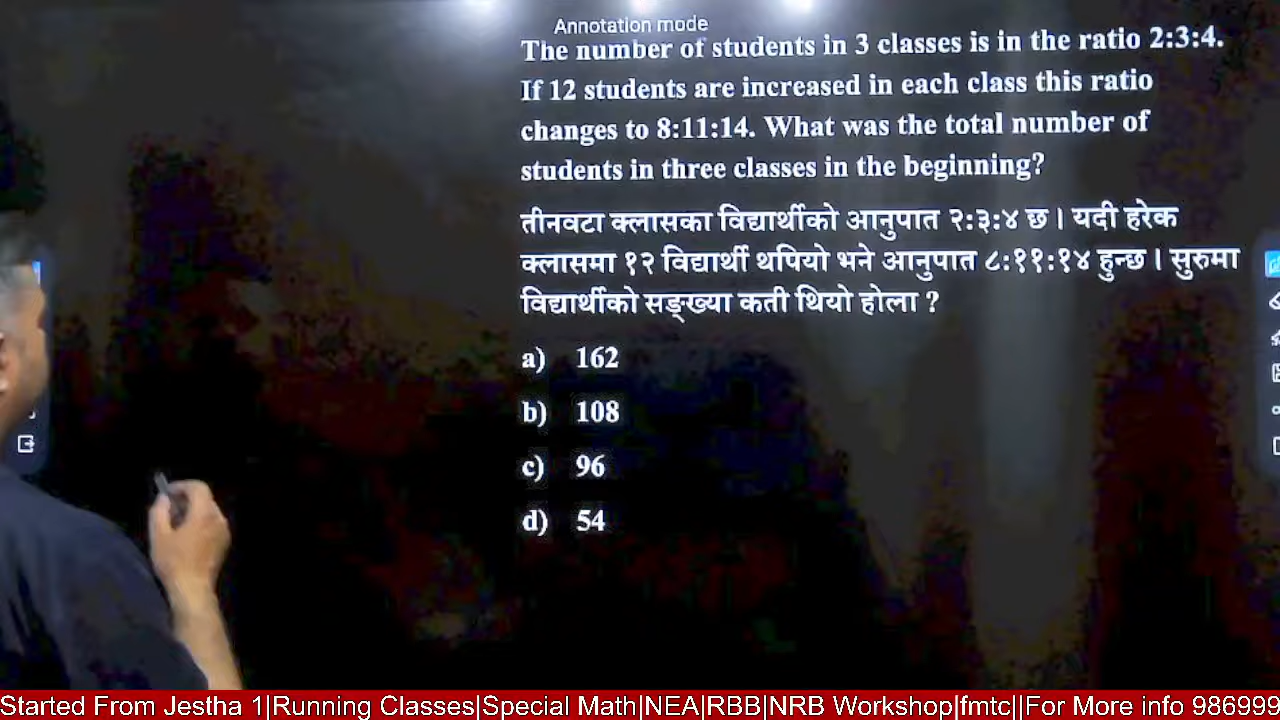 Annotation mode
The number of students in 3 classes is in the ratio 2:3:4.
If 12 students are increased in each class this ratio
changes to 8:11:14. What was the total number of
students in three classes in the beginning?
तीनवटा क्लासका विद्यार्थीको आनुपात २:३:४ छ । यदी हरेक
क्लासमा १२ विद्यार्थी थपियो भने आनुपात ८:११:१४ हुन्छ । सुरुमा
विद्यार्थीको सङ्ख्या कती थियो होला ?
a) 162
b) 108
c) 96
d) 54
Started From Jestha 1|Running Classes|Special Math|NEA|RBB|NRB Workshop|fmtc||For More info 986999